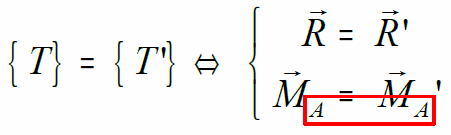 { T } = { T' } ⇔ { R⃗ = R⃗'
M⃗_A = M⃗_A'